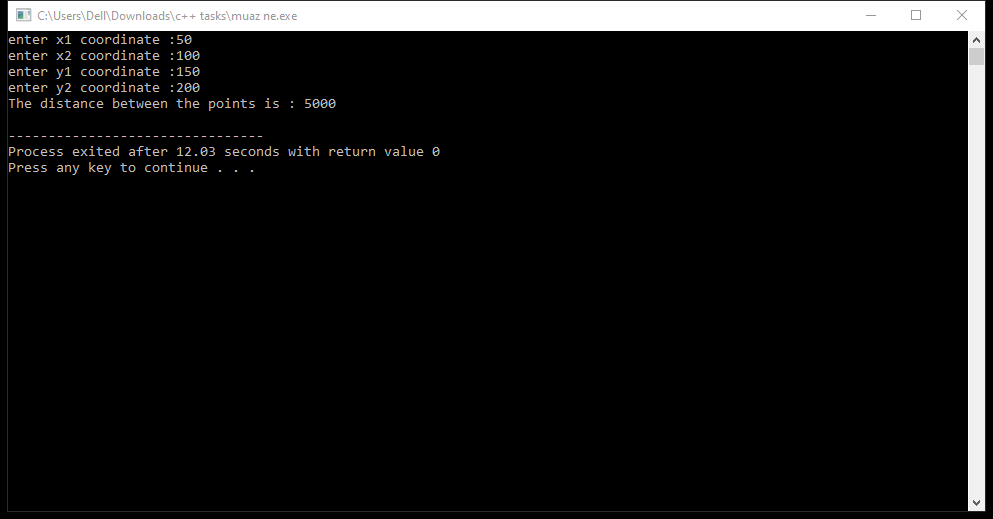 C:\Users\Dell\Downloads\c++ tasks\muaz ne.exe
enter x1 coordinate :50
enter x2 coordinate :100
enter y1 coordinate :150
enter y2 coordinate :200
The distance between the points is : 5000
--------------------------------
Process exited after 12.03 seconds with return value 0
Press any key to continue . . .